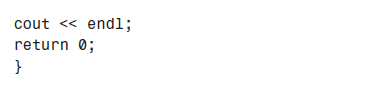 cout << endl;
return 0;
}